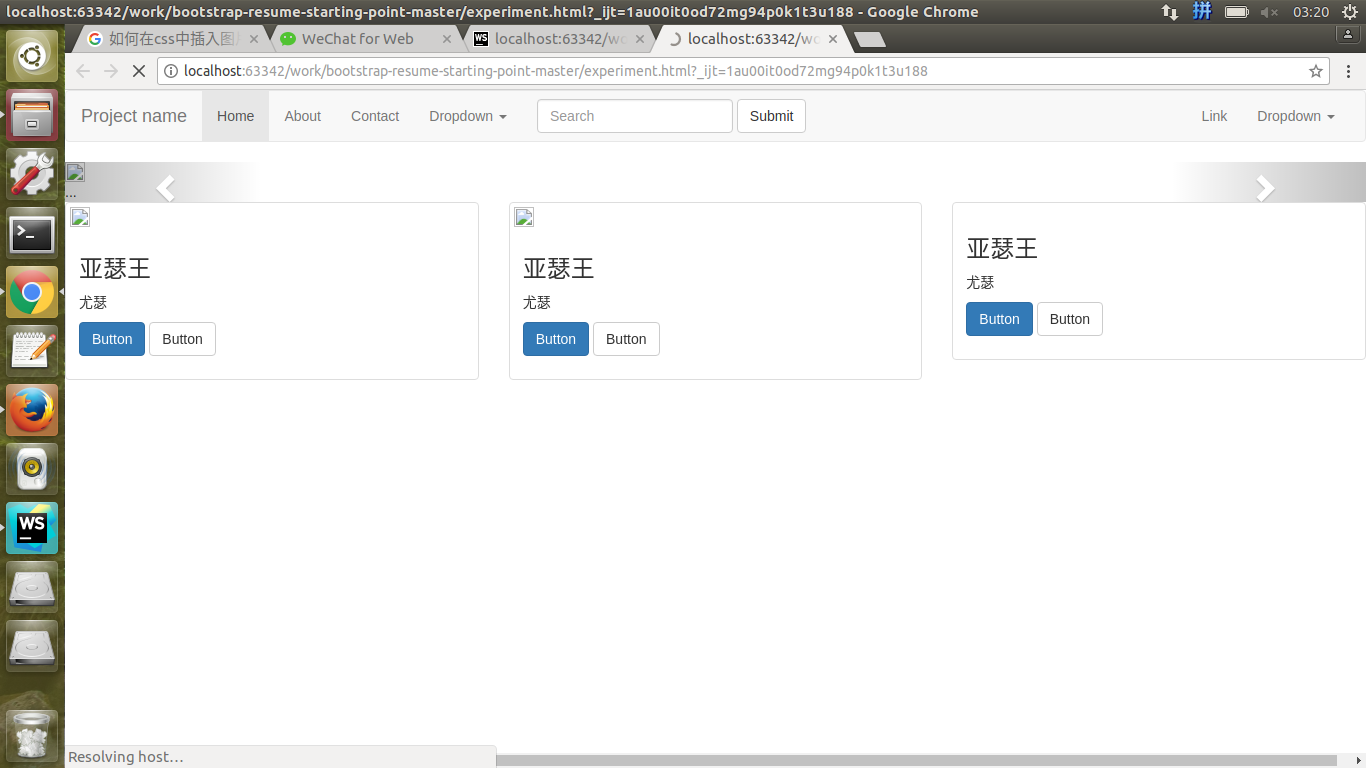 localhost:63342/work/bootstrap-resume-starting-point-master/experiment.html?_ijt=1au00it0od72mg94p0k1t3u188 - Google Chrome
拼
03:20
如何在css中插入图
WeChat for Web
localhost:63342/wo
localhost:63342/wo
localhost:63342/work/bootstrap-resume-starting-point-master/experiment.html?_ijt=1au00it0od72mg94p0k1t3u188
Project name Home About Contact Dropdown Search Submit Link Dropdown
...
亚瑟王
尤瑟
Button Button
亚瑟王
尤瑟
Button Button
亚瑟王
尤瑟
Button Button
WS
Resolving host…